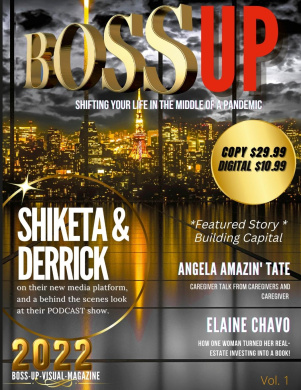 BOSSUP
SHIFTING YOUR LIFE IN THE MIDDLE OF A PANDEMIC
COPY $29.99
DIGITAL $10.99
SHIKETA &
DERRICK
on their new media platform,
and a behind the scenes look
at their PODCAST show.
*Featured Story *
Building Capital
ANGELA AMAZIN' TATE
CAREGIVER TALK FROM CAREGIVERS AND
CAREGIVER
ELAINE CHAVO
HOW ONE WOMAN TURNED HER REAL-
ESTATE INVESTING INTO A BOOK!
2022
BOSS-UP-VISUAL-MAGAZINE
Vol. 1